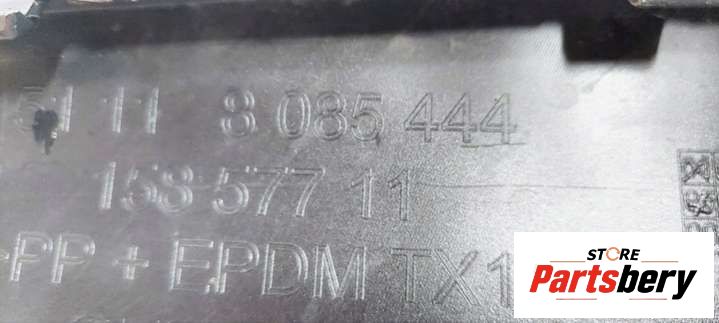 51 11 8 085 444
158 577 11
>PP + EPDM TX1
STORE
Partsbery